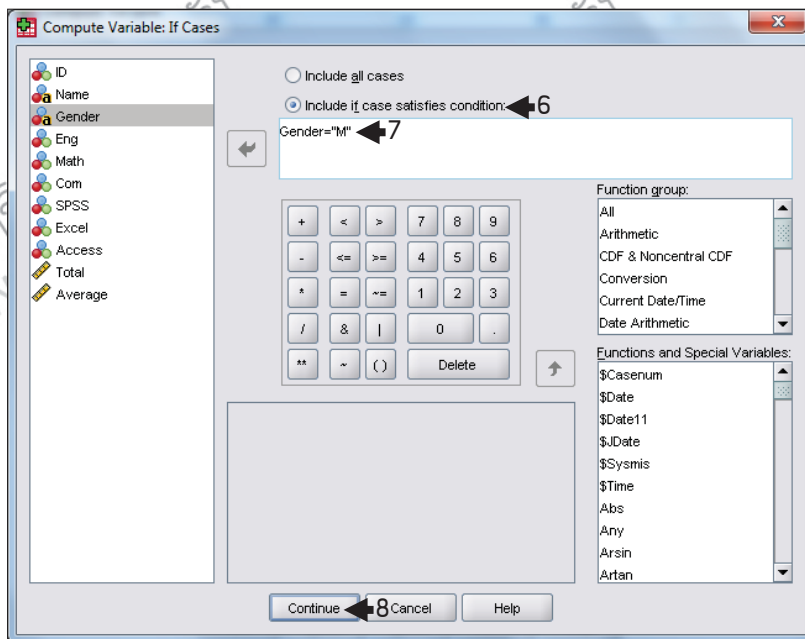 Compute Variable: If Cases
ID
Name
Gender
Eng
Math
Com
SPSS
Excel
Access
Total
Average
Include all cases
Include if case satisfies condition: 6
Gender="M" 7
+ < > 7 8 9
- <= >= 4 5 6
* = ~= 1 2 3
/ & | 0 .
** ~ ( ) Delete
Function group:
All
Arithmetic
CDF & Noncentral CDF
Conversion
Current Date/Time
Date Arithmetic
Functions and Special Variables:
$Casenum
$Date
$Date11
$JDate
$Sysmis
$Time
Abs
Any
Arsin
Artan
Continue 8 Cancel Help